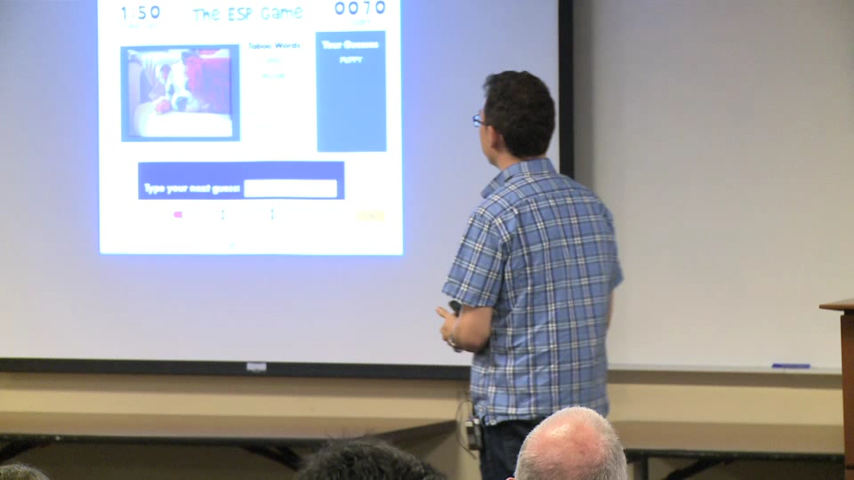 1:50
The ESP Game
0070
Taboo Words
Your Guesses
PUPPY
Type your next guess: